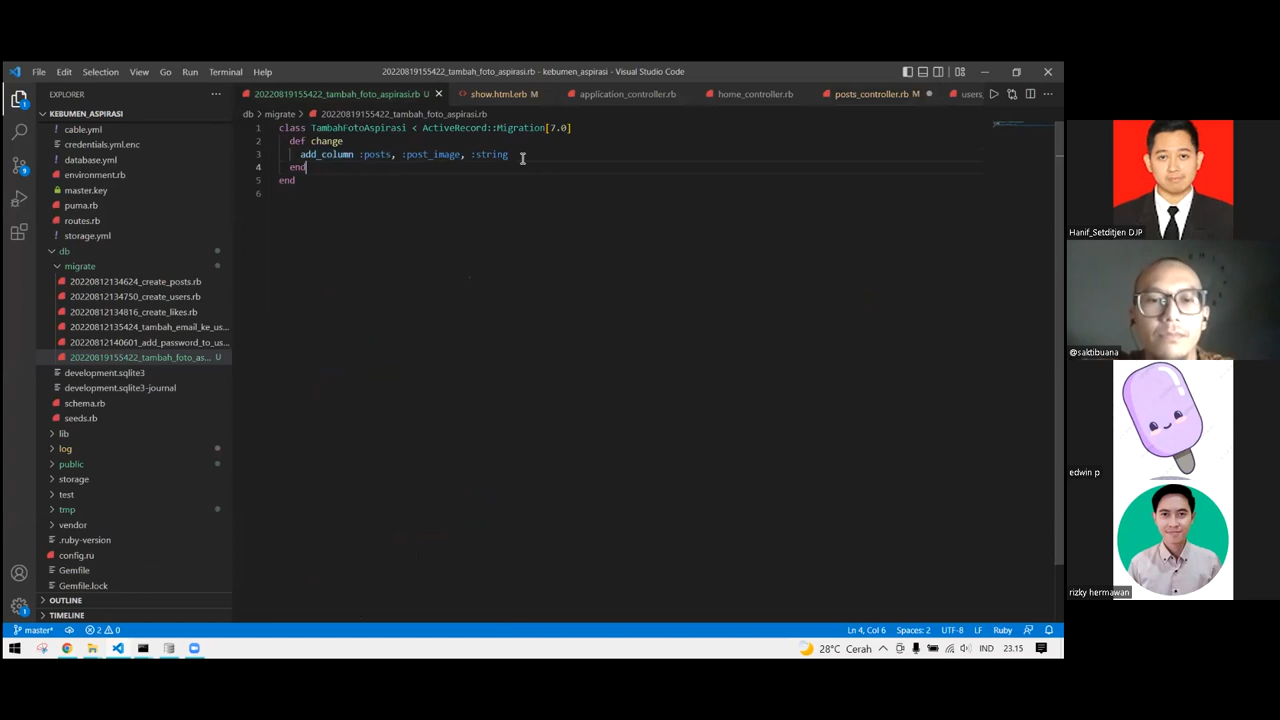 File Edit Selection View Go Run Terminal Help
20220819155422_tambah_foto_aspirasi.rb - kebumen_aspirasi - Visual Studio Code
EXPLORER
20220819155422_tambah_foto_aspirasi.rb U
show.html.erb M
application_controller.rb
home_controller.rb
posts_controller.rb M
users
KEBUMEN_ASPIRASI
db > migrate > 20220819155422_tambah_foto_aspirasi.rb
cable.yml
credentials.yml.enc
database.yml
environment.rb
master.key
puma.rb
routes.rb
storage.yml
db
migrate
20220812134624_create_posts.rb
20220812134750_create_users.rb
20220812134816_create_likes.rb
20220812135424_tambah_email_ke_us...
20220812140601_add_password_to_us...
20220819155422_tambah_foto_as... U
development.sqlite3
development.sqlite3-journal
schema.rb
seeds.rb
lib
log
public
storage
test
tmp
vendor
.ruby-version
config.ru
Gemfile
Gemfile.lock
OUTLINE
TIMELINE
1 class TambahFotoAspirasi < ActiveRecord::Migration[7.0]
2 def change
3 add_column :posts, :post_image, :string
4 end
5 end
6
Hanif_Setditjen DJP
@saktibuana
edwin p
rizky hermawan
master* 2 0
Ln 4, Col 6 Spaces: 2 UTF-8 LF Ruby
28°C Cerah IND 23.15